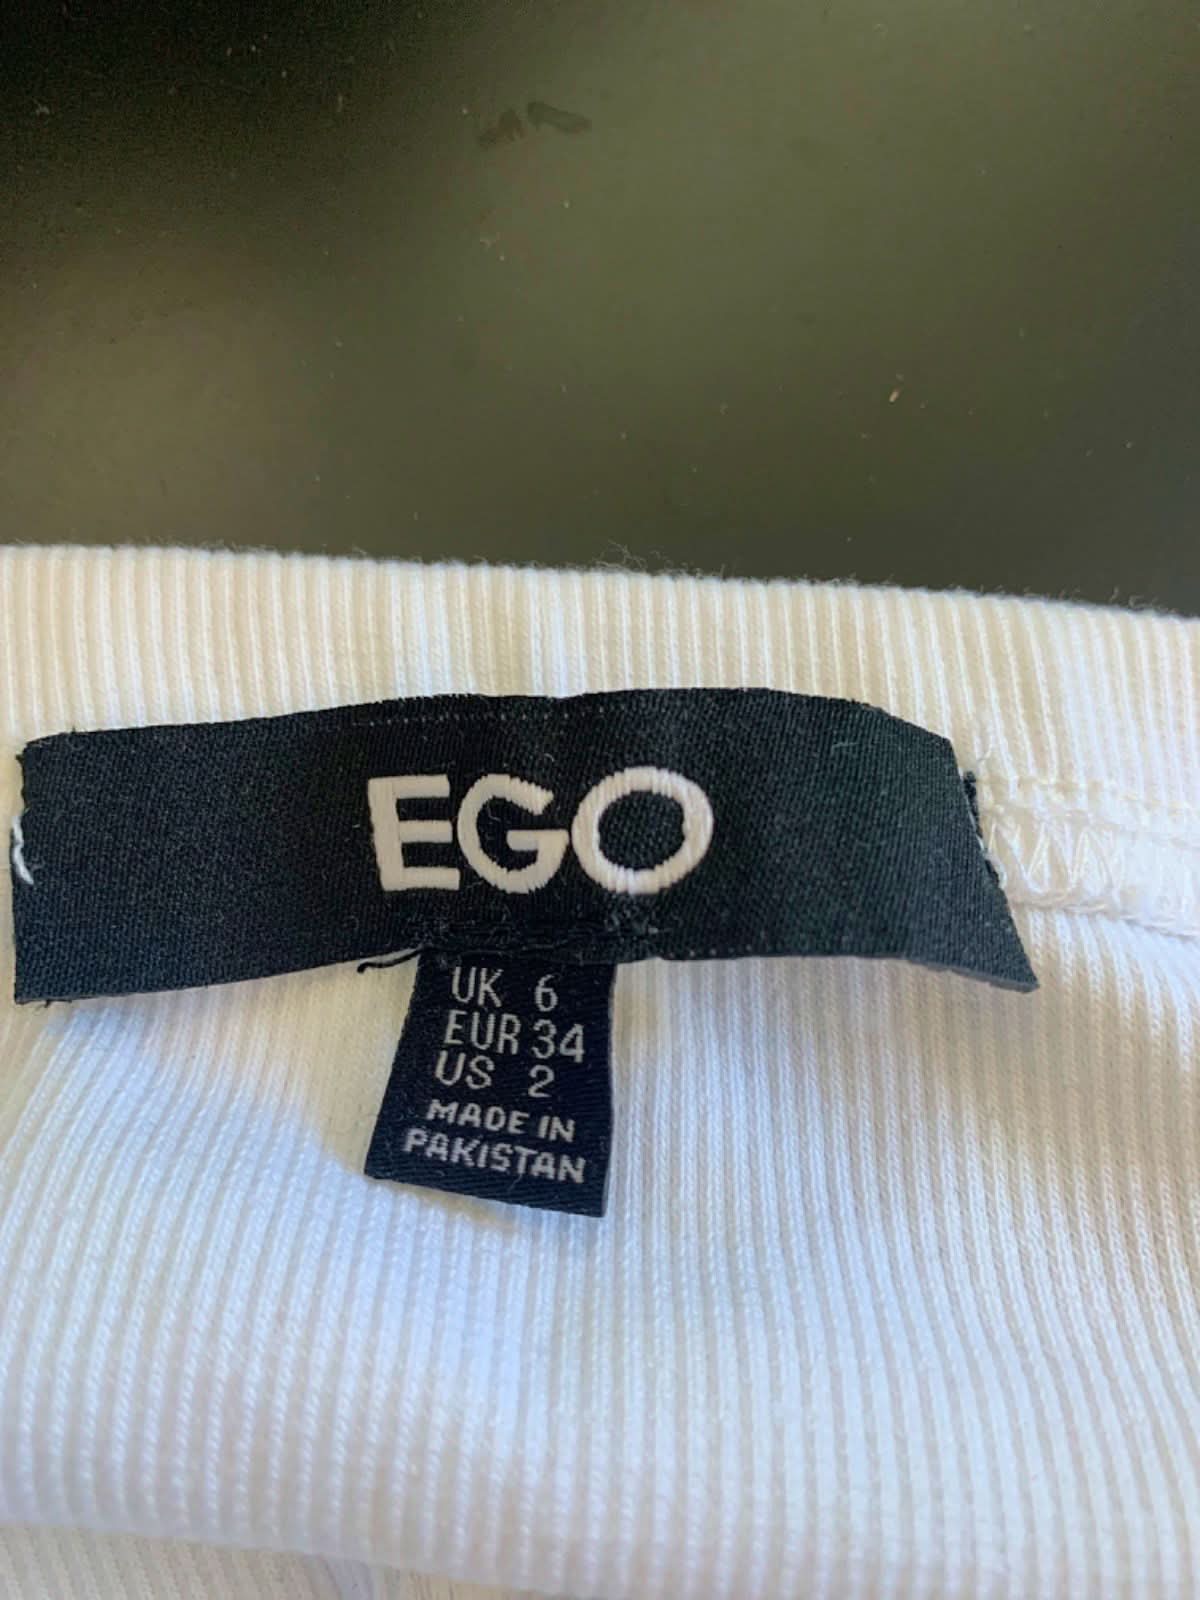 EGO
UK 6
EUR 34
US 2
MADE IN
PAKISTAN